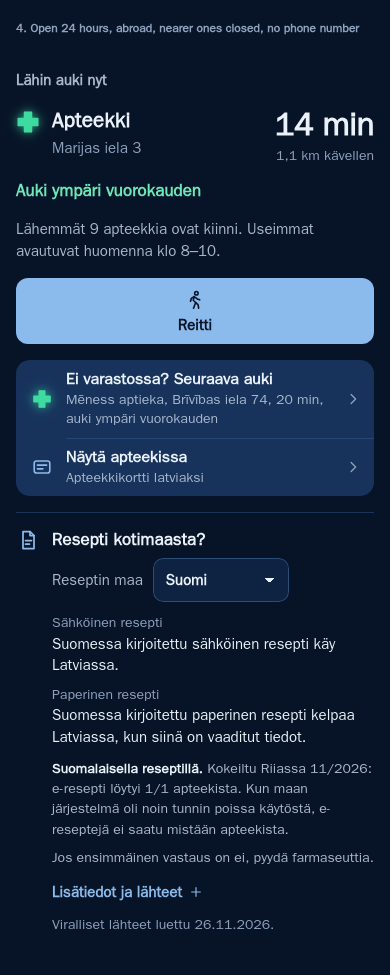 4. Open 24 hours, abroad, nearer ones closed, no phone number
Lähin auki nyt
Apteekki
14 min
Marijas iela 3
1,1 km kävellen
Auki ympäri vuorokauden
Lähemmät 9 apteekkia ovat kiinni. Useimmat
avautuvat huomenna klo 8–10.
Reitti
Ei varastossa? Seuraava auki
Mēness aptieka, Brīvības iela 74, 20 min,
auki ympäri vuorokauden
Näytä apteekissa
Apteekkikortti latviaksi
Resepti kotimaasta?
Reseptin maa
Suomi
Sähköinen resepti
Suomessa kirjoitettu sähköinen resepti käy
Latviassa.
Paperinen resepti
Suomessa kirjoitettu paperinen resepti kelpaa
Latviassa, kun siinä on vaaditut tiedot.
Suomalaisella reseptillä. Kokeiltu Riiassa 11/2026:
e-resepti löytyi 1/1 apteekista. Kun maan
järjestelmä oli noin tunnin poissa käytöstä, e-
reseptejä ei saatu mistään apteekista.
Jos ensimmäinen vastaus on ei, pyydä farmaseuttia.
Lisätiedot ja lähteet +
Viralliset lähteet luettu 26.11.2026.